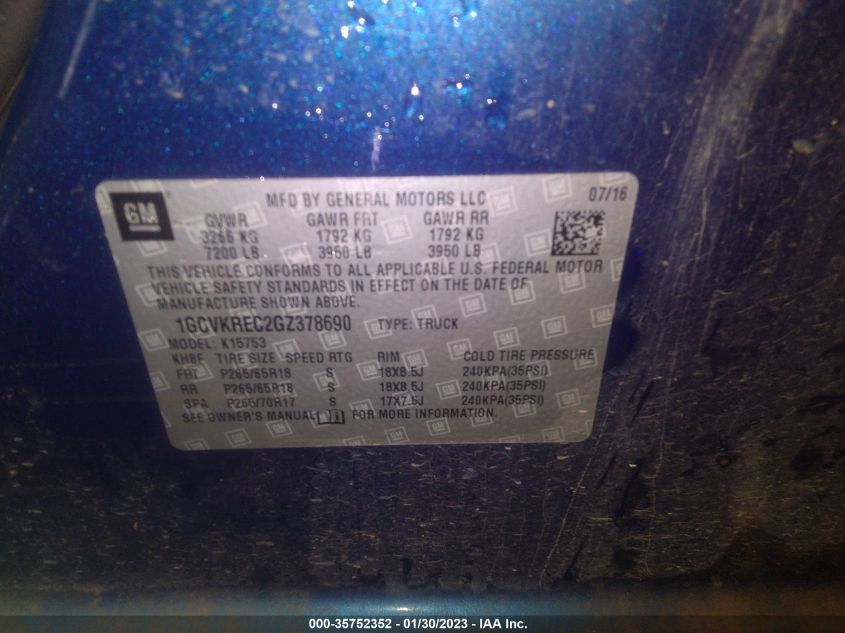 GM
MFD BY GENERAL MOTORS LLC 07/16
GVWR GAWR FRT GAWR RR
3266 KG 1792 KG 1792 KG
7200 LB 3950 LB 3950 LB
THIS VEHICLE CONFORMS TO ALL APPLICABLE U.S. FEDERAL MOTOR
VEHICLE SAFETY STANDARDS IN EFFECT ON THE DATE OF
MANUFACTURE SHOWN ABOVE.
1GCVKREC2GZ378690 TYPE: TRUCK
MODEL: K15753
KH8F TIRE SIZE SPEED RTG RIM COLD TIRE PRESSURE
FRT P265/65R18 S 18X8.5J 240KPA(35PSI)
RR P265/65R18 S 18X8.5J 240KPA(35PSI)
SPA P265/70R17 S 17X7.5J 240KPA(35PSI)
SEE OWNER'S MANUAL FOR MORE INFORMATION.
000-35752352 | 01/30/2023 - IAA Inc.